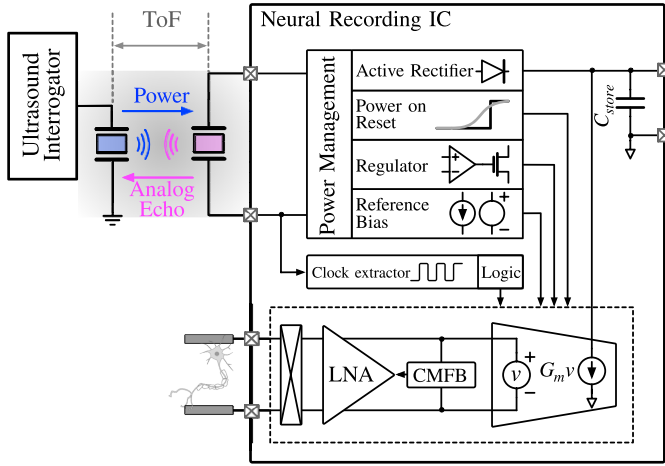 ToF
Neural Recording IC
Ultrasound
Interrogator
Power
Analog
Echo
Power Management
Active Rectifier
Power on
Reset
Regulator
Reference
Bias
C_store
Clock extractor
Logic
LNA
CMFB
v
G_m v